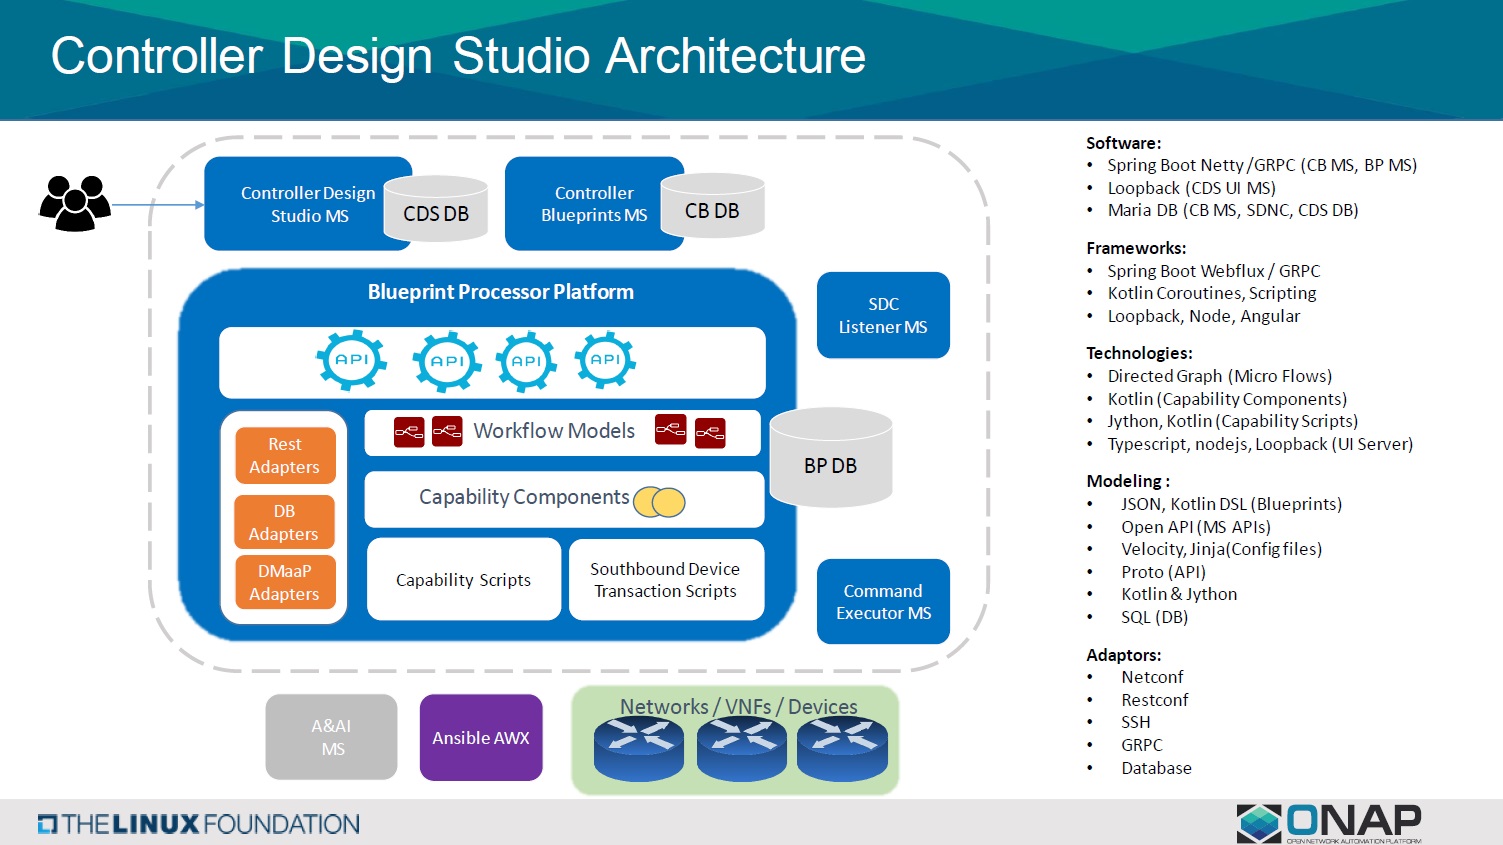 Controller Design Studio Architecture
Controller Design
Studio MS
CDS DB
Controller
Blueprints MS
CB DB
Blueprint Processor Platform
API
API
API
API
SDC
Listener MS
Rest
Adapters
DB
Adapters
DMaaP
Adapters
Workflow Models
Capability Components
Capability Scripts
Southbound Device
Transaction Scripts
BP DB
Command
Executor MS
A&AI
MS
Ansible AWX
Networks / VNFs / Devices
Software:
• Spring Boot Netty /GRPC (CB MS, BP MS)
• Loopback (CDS UI MS)
• Maria DB (CB MS, SDNC, CDS DB)
Frameworks:
• Spring Boot Webflux / GRPC
• Kotlin Coroutines, Scripting
• Loopback, Node, Angular
Technologies:
• Directed Graph (Micro Flows)
• Kotlin (Capability Components)
• Jython, Kotlin (Capability Scripts)
• Typescript, nodejs, Loopback (UI Server)
Modeling :
• JSON, Kotlin DSL (Blueprints)
• Open API (MS APIs)
• Velocity, Jinja(Config files)
• Proto (API)
• Kotlin & Jython
• SQL (DB)
Adaptors:
• Netconf
• Restconf
• SSH
• GRPC
• Database
THE LINUX FOUNDATION
ONAP
OPEN NETWORK AUTOMATION PLATFORM